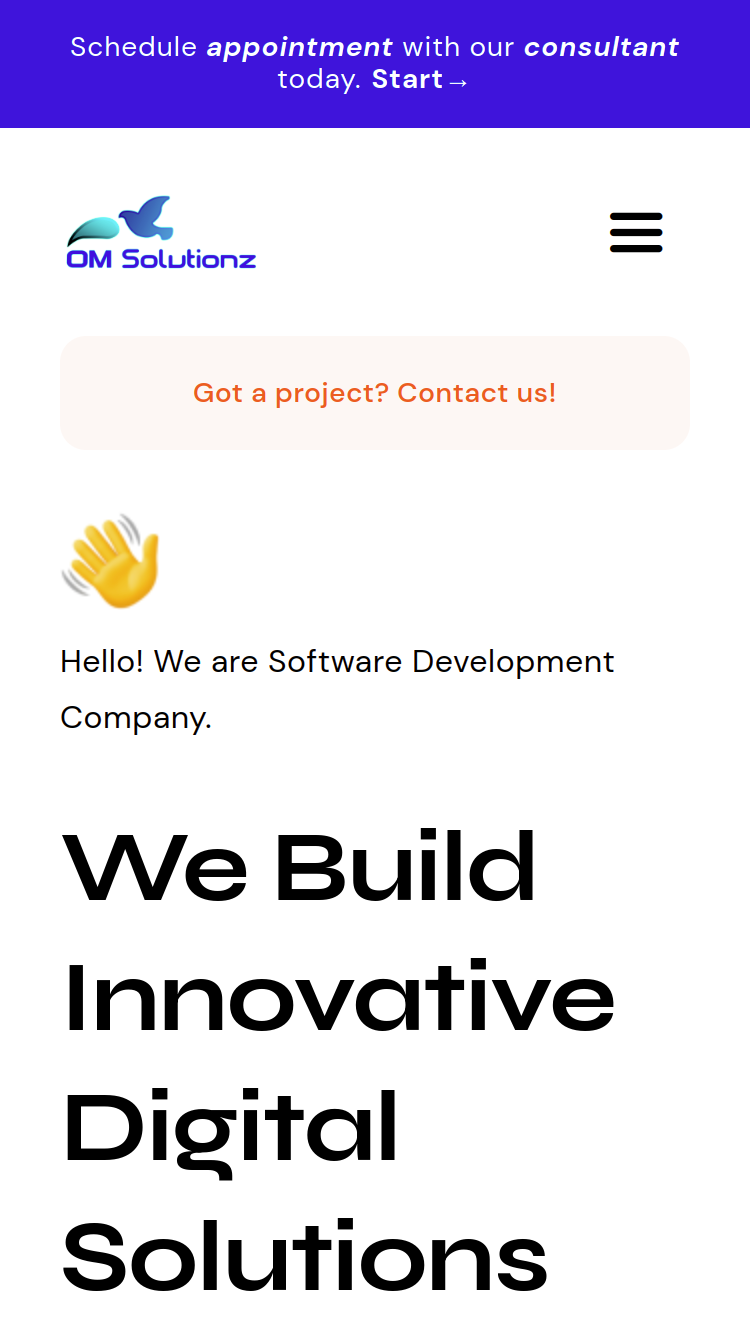 Schedule appointment with our consultant
today. Start→
OM Solutionz
Got a project? Contact us!
Hello! We are Software Development
Company.
We Build
Innovative
Digital
Solutions